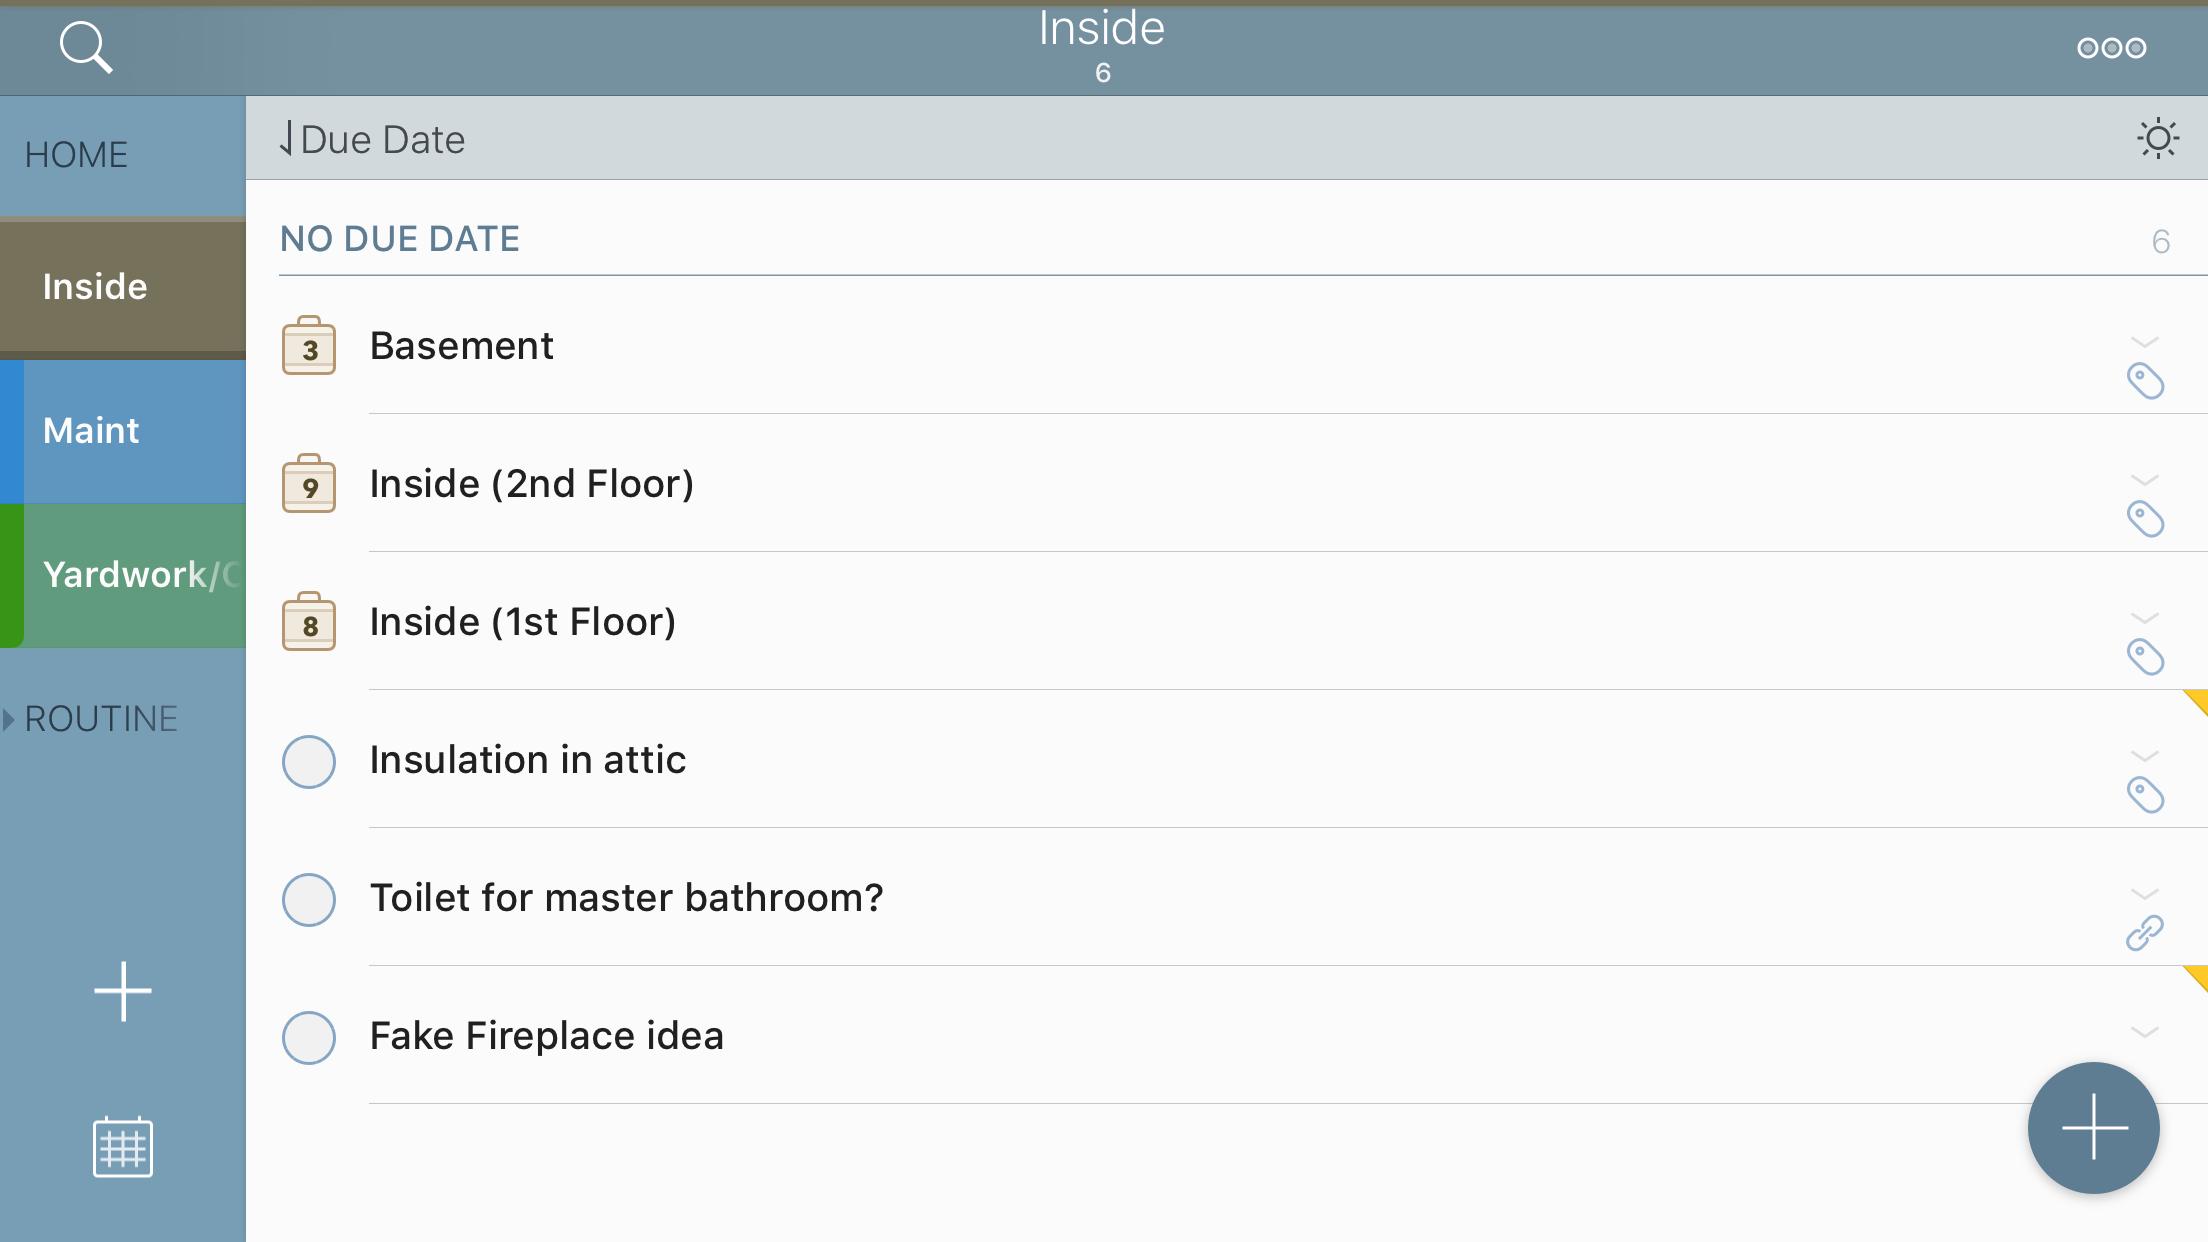 Inside
6
HOME
Due Date
NO DUE DATE
6
Inside
3
Basement
Maint
9
Inside (2nd Floor)
Yardwork/
8
Inside (1st Floor)
ROUTINE
Insulation in attic
Toilet for master bathroom?
Fake Fireplace idea